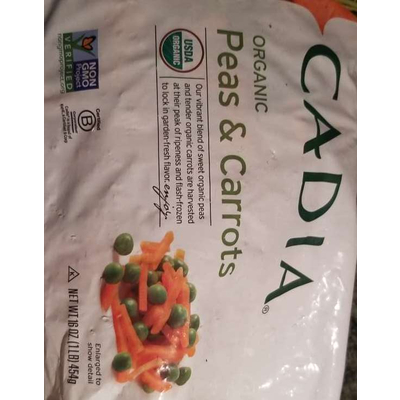 CADIA®
ORGANIC
Peas & Carrots
USDA
ORGANIC
Our vibrant blend of sweet organic peas
and tender organic carrots are harvested
at their peak of ripeness and flash-frozen
to lock in garden-fresh flavor. enjoy.
NON
GMO
Project
VERIFIED
Certified
B
Corporation
NET WT. 16 OZ (1 LB) 454g
Enlarged to
show detail